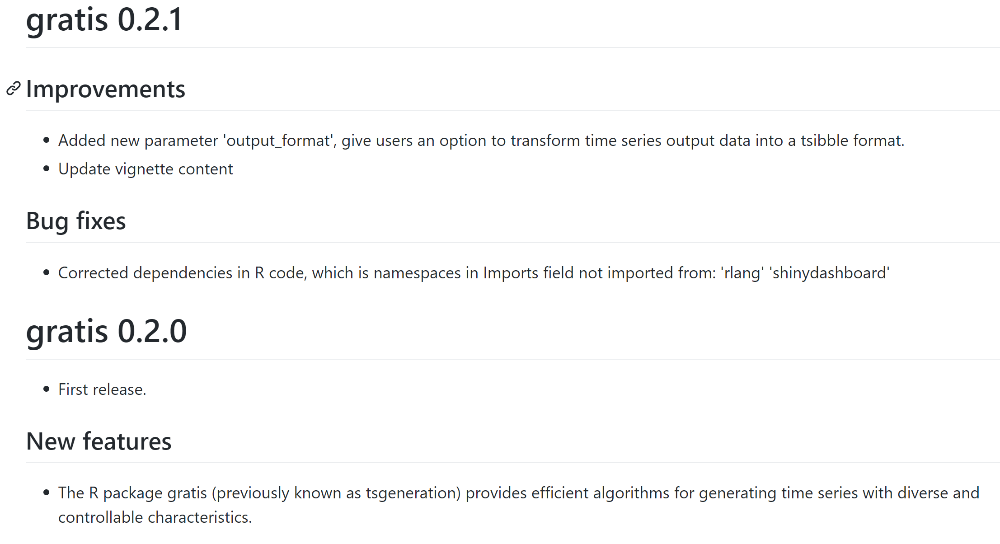 gratis 0.2.1
Improvements
Added new parameter 'output_format', give users an option to transform time series output data into a tsibble format.
Update vignette content
Bug fixes
Corrected dependencies in R code, which is namespaces in Imports field not imported from: 'rlang' 'shinydashboard'
gratis 0.2.0
First release.
New features
The R package gratis (previously known as tsgeneration) provides efficient algorithms for generating time series with diverse and
controllable characteristics.